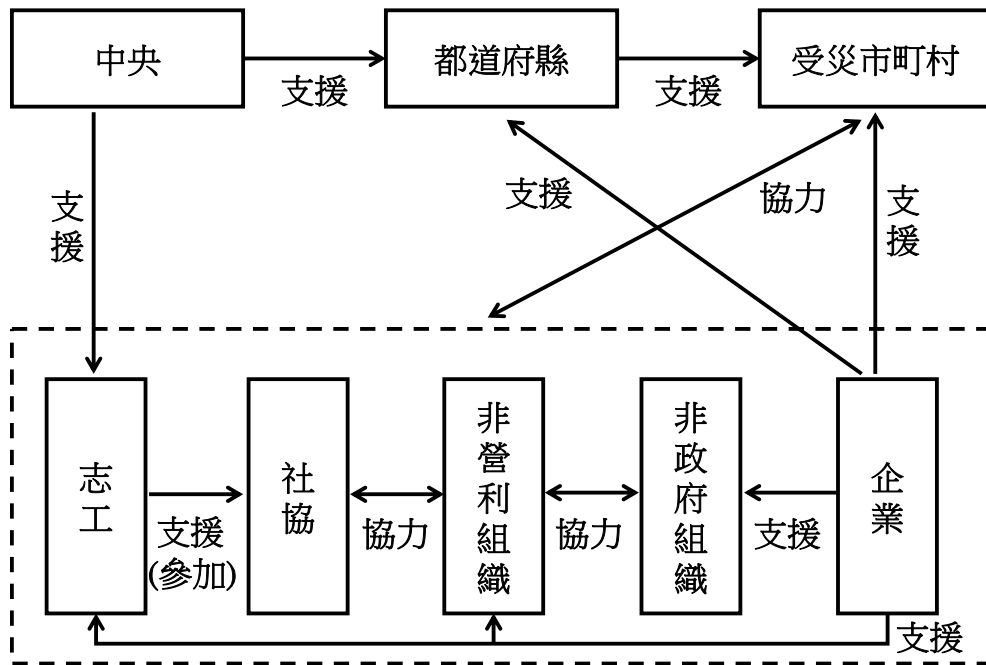 中央
都道府縣
受災市町村
支援
支援
支援
支援
協力
支援
志工
社協
非營利組織
非政府組織
企業
支援
(參加)
協力
協力
支援
支援